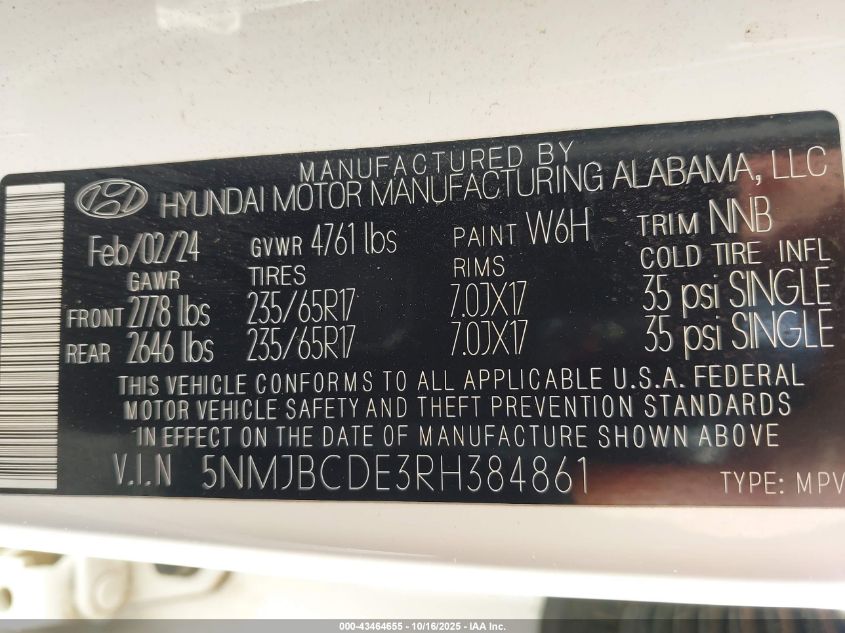 MANUFACTURED BY
HYUNDAI MOTOR MANUFACTURING ALABAMA, LLC
Feb/02/24 GVWR 4761 lbs PAINT W6H TRIM NNB
GAWR TIRES RIMS COLD TIRE INFL
FRONT 2778 lbs 235/65R17 7.0JX17 35 psi SINGLE
REAR 2646 lbs 235/65R17 7.0JX17 35 psi SINGLE
THIS VEHICLE CONFORMS TO ALL APPLICABLE U.S.A. FEDERAL
MOTOR VEHICLE SAFETY AND THEFT PREVENTION STANDARDS
IN EFFECT ON THE DATE OF MANUFACTURE SHOWN ABOVE
V.I.N 5NMJBCDE3RH384861 TYPE: MPV
000-43464655 - 10/16/2025 - IAA Inc.